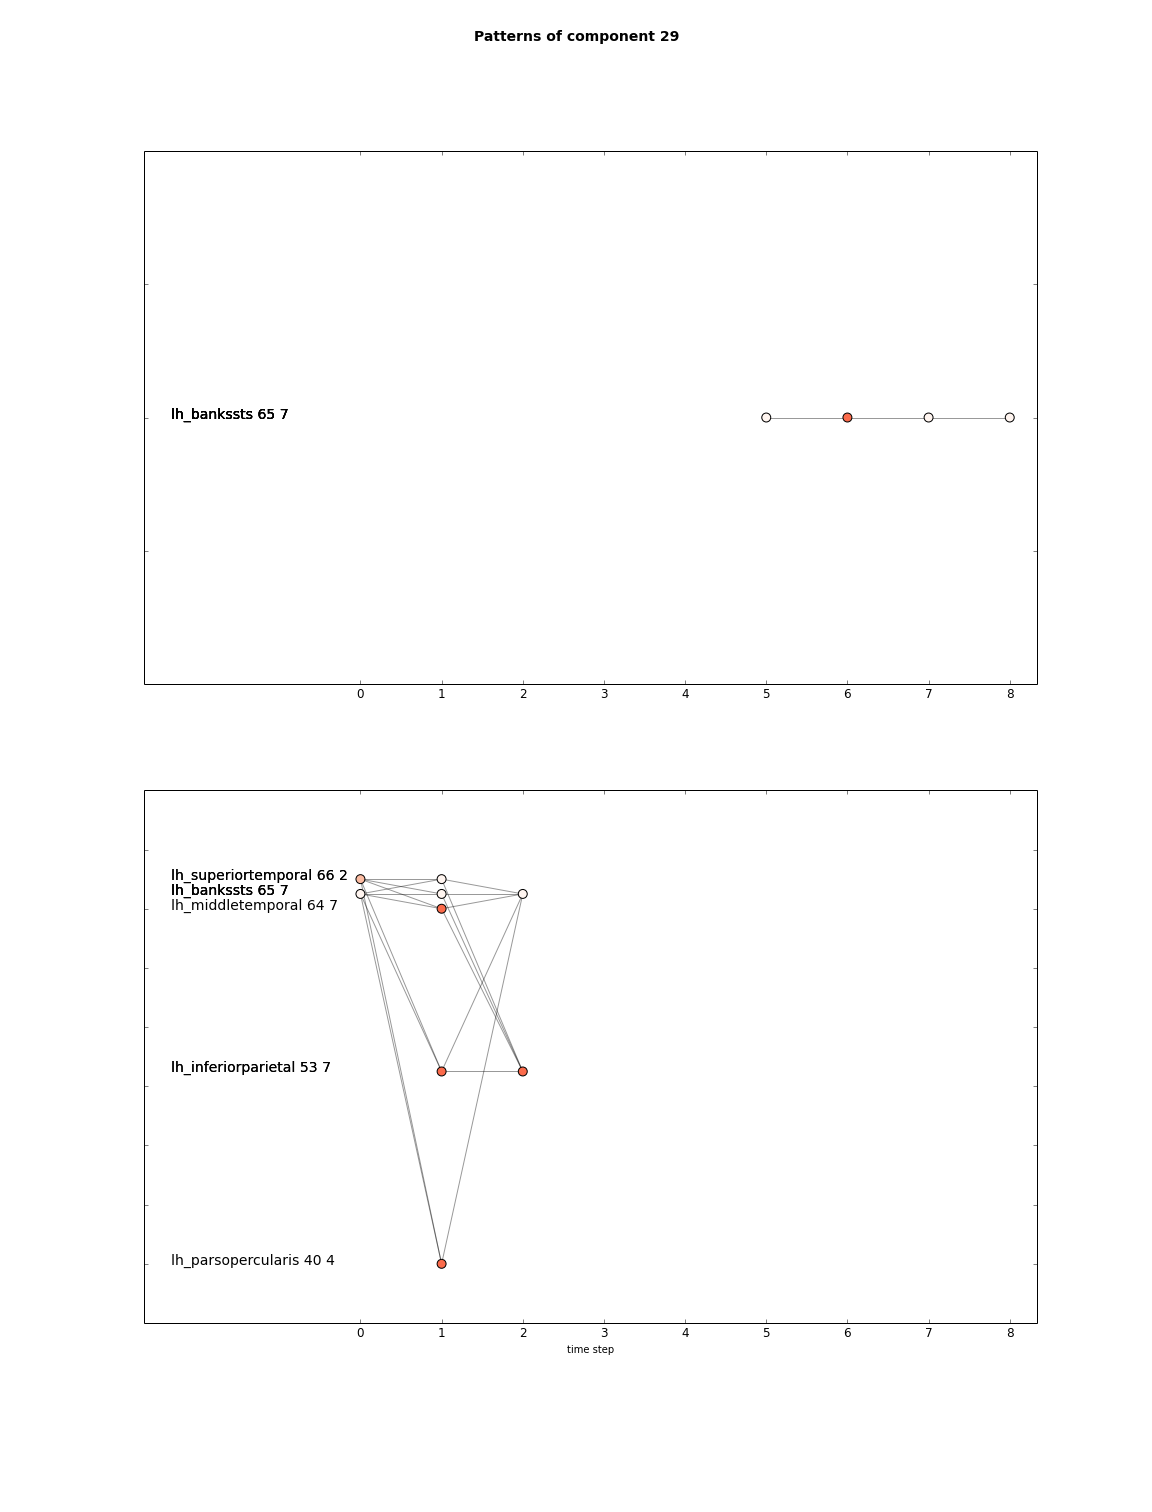 Patterns of component 29
lh_bankssts 65 7
0 1 2 3 4 5 6 7 8
lh_superiortemporal 66 2
lh_bankssts 65 7
lh_middletemporal 64 7
lh_inferiorparietal 53 7
lh_parsopercularis 40 4
0 1 2 3 4 5 6 7 8
time step